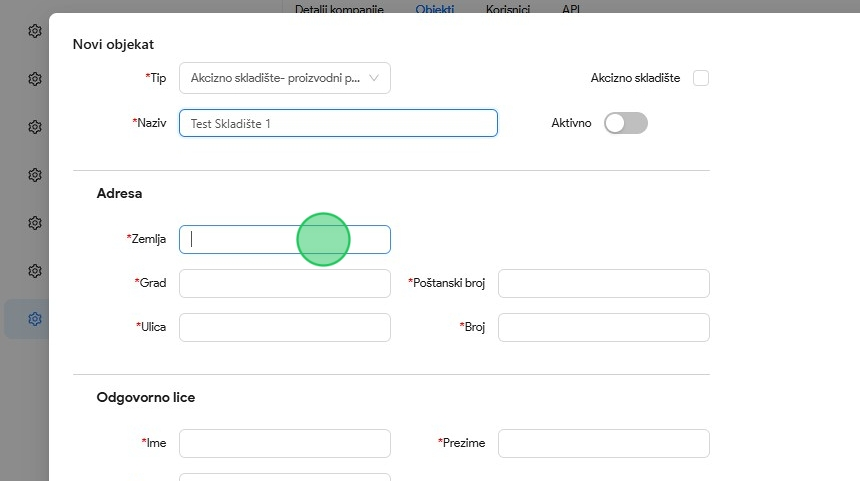 Detalji kompanije Objekti Korisnici API
Novi objekat
*Tip Akcizno skladište- proizvodni p... Akcizno skladište
*Naziv Test Skladište 1 Aktivno
Adresa
*Zemlja
*Grad *Poštanski broj
*Ulica *Broj
Odgovorno lice
*Ime *Prezime